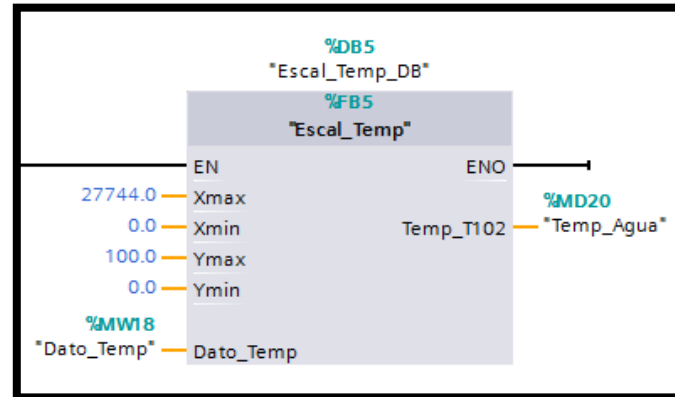 %DB5
"Escal_Temp_DB"
%FB5
"Escal_Temp"
EN ENO
27744.0 Xmax %MD20
0.0 Xmin Temp_T102 "Temp_Agua"
100.0 Ymax
0.0 Ymin
%MW18
"Dato_Temp" Dato_Temp